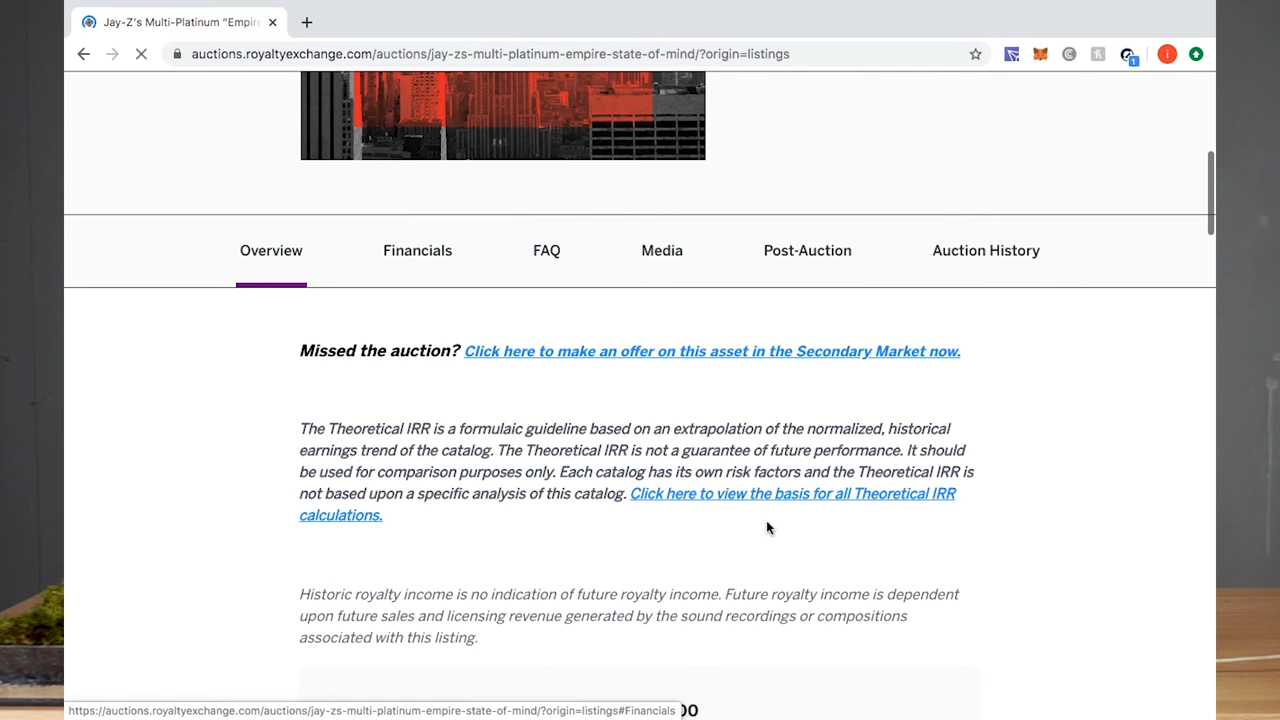 Jay-Z's Multi-Platinum "Empire
auctions.royaltyexchange.com/auctions/jay-zs-multi-platinum-empire-state-of-mind/?origin=listings
1
i
Overview Financials FAQ Media Post-Auction Auction History
Missed the auction? Click here to make an offer on this asset in the Secondary Market now.
The Theoretical IRR is a formulaic guideline based on an extrapolation of the normalized, historical
earnings trend of the catalog. The Theoretical IRR is not a guarantee of future performance. It should
be used for comparison purposes only. Each catalog has its own risk factors and the Theoretical IRR is
not based upon a specific analysis of this catalog. Click here to view the basis for all Theoretical IRR
calculations.
Historic royalty income is no indication of future royalty income. Future royalty income is dependent
upon future sales and licensing revenue generated by the sound recordings or compositions
associated with this listing.
https://auctions.royaltyexchange.com/auctions/jay-zs-multi-platinum-empire-state-of-mind/?origin=listings#Financials